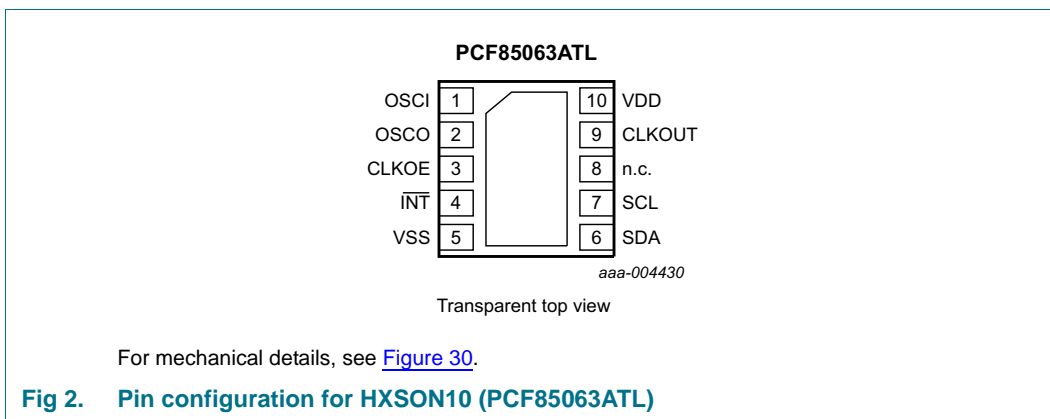 PCF85063ATL
OSCI 1 10 VDD
OSCO 2 9 CLKOUT
CLKOE 3 8 n.c.
INT 4 7 SCL
VSS 5 6 SDA
aaa-004430
Transparent top view
For mechanical details, see Figure 30.
Fig 2. Pin configuration for HXSON10 (PCF85063ATL)